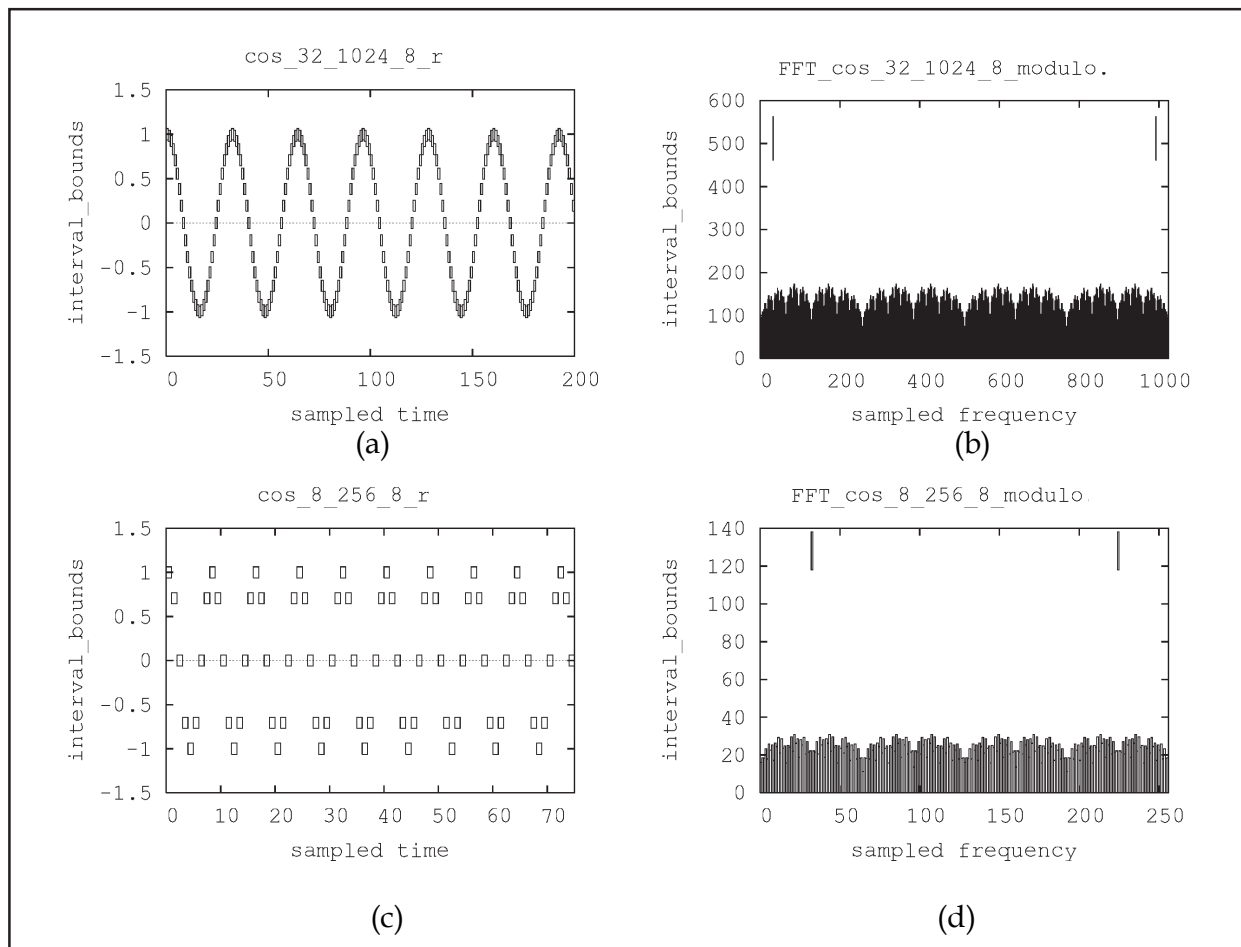 cos_32_1024_8_r
1.5
1
0.5
0
-0.5
-1
-1.5
interval_bounds
0 50 100 150 200
sampled time
(a)
FFT_cos_32_1024_8_modulo.
600
500
400
300
200
100
0
interval_bounds
0 200 400 600 800 1000
sampled frequency
(b)
cos_8_256_8_r
1.5
1
0.5
0
-0.5
-1
-1.5
interval_bounds
0 10 20 30 40 50 60 70
sampled time
(c)
FFT_cos_8_256_8_modulo.
140
120
100
80
60
40
20
0
interval_bounds
0 50 100 150 200 250
sampled frequency
(d)